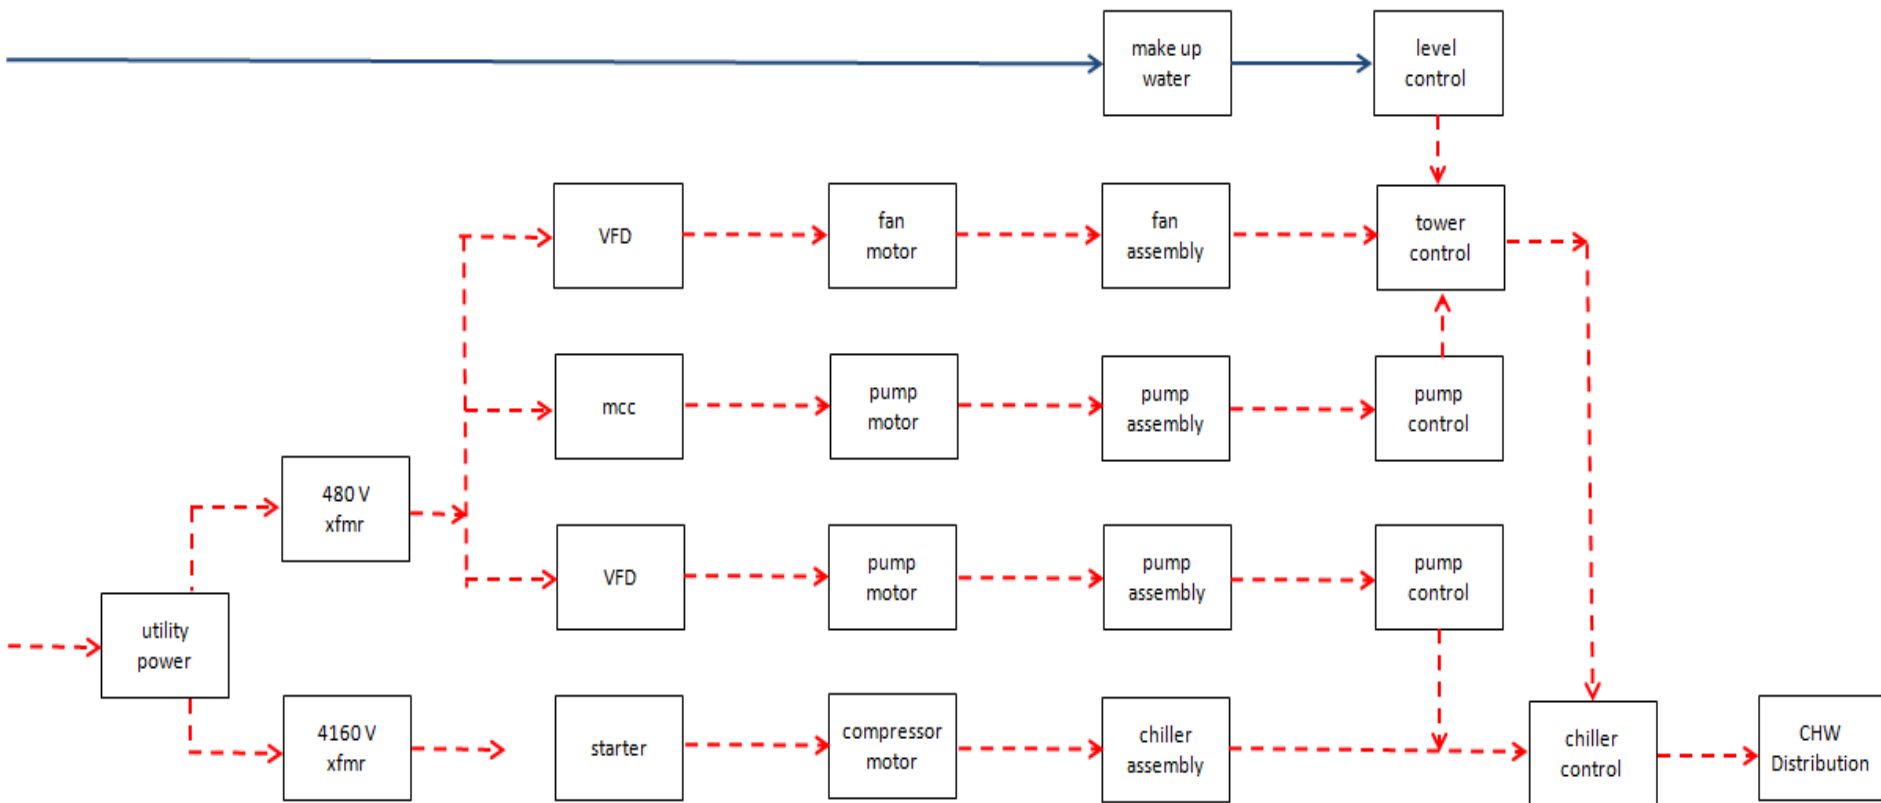 make up
water
level
control
VFD
fan
motor
fan
assembly
tower
control
mcc
pump
motor
pump
assembly
pump
control
480 V
xfmr
VFD
pump
motor
pump
assembly
pump
control
utility
power
4160 V
xfmr
starter
compressor
motor
chiller
assembly
chiller
control
CHW
Distribution